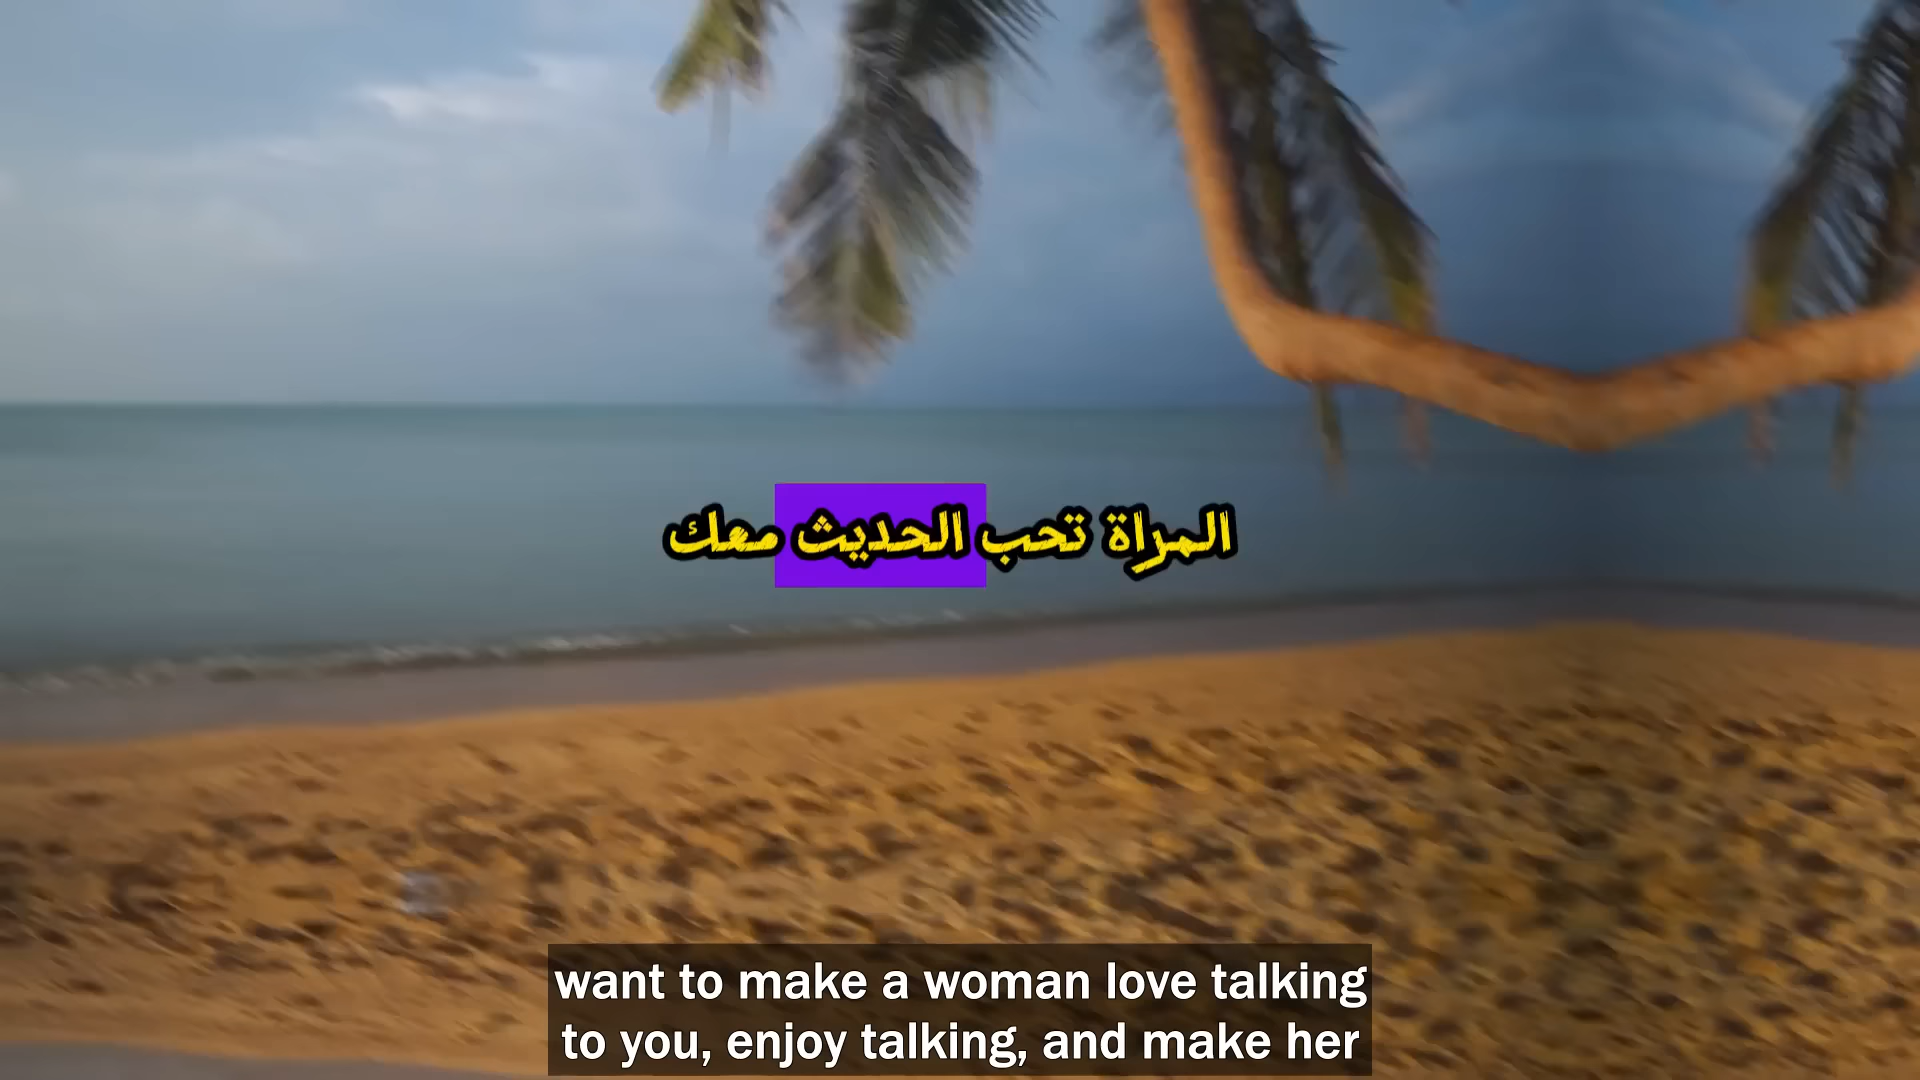 المراة تحب الحديث معك
want to make a woman love talking
to you, enjoy talking, and make her